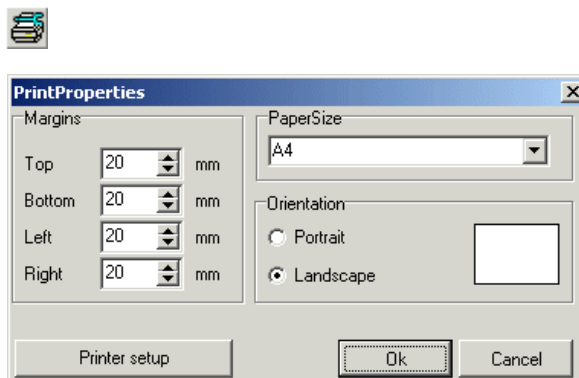 PrintProperties
Margins
Top 20 mm
Bottom 20 mm
Left 20 mm
Right 20 mm
PaperSize
A4
Orientation
Portrait
Landscape
Printer setup
Ok
Cancel